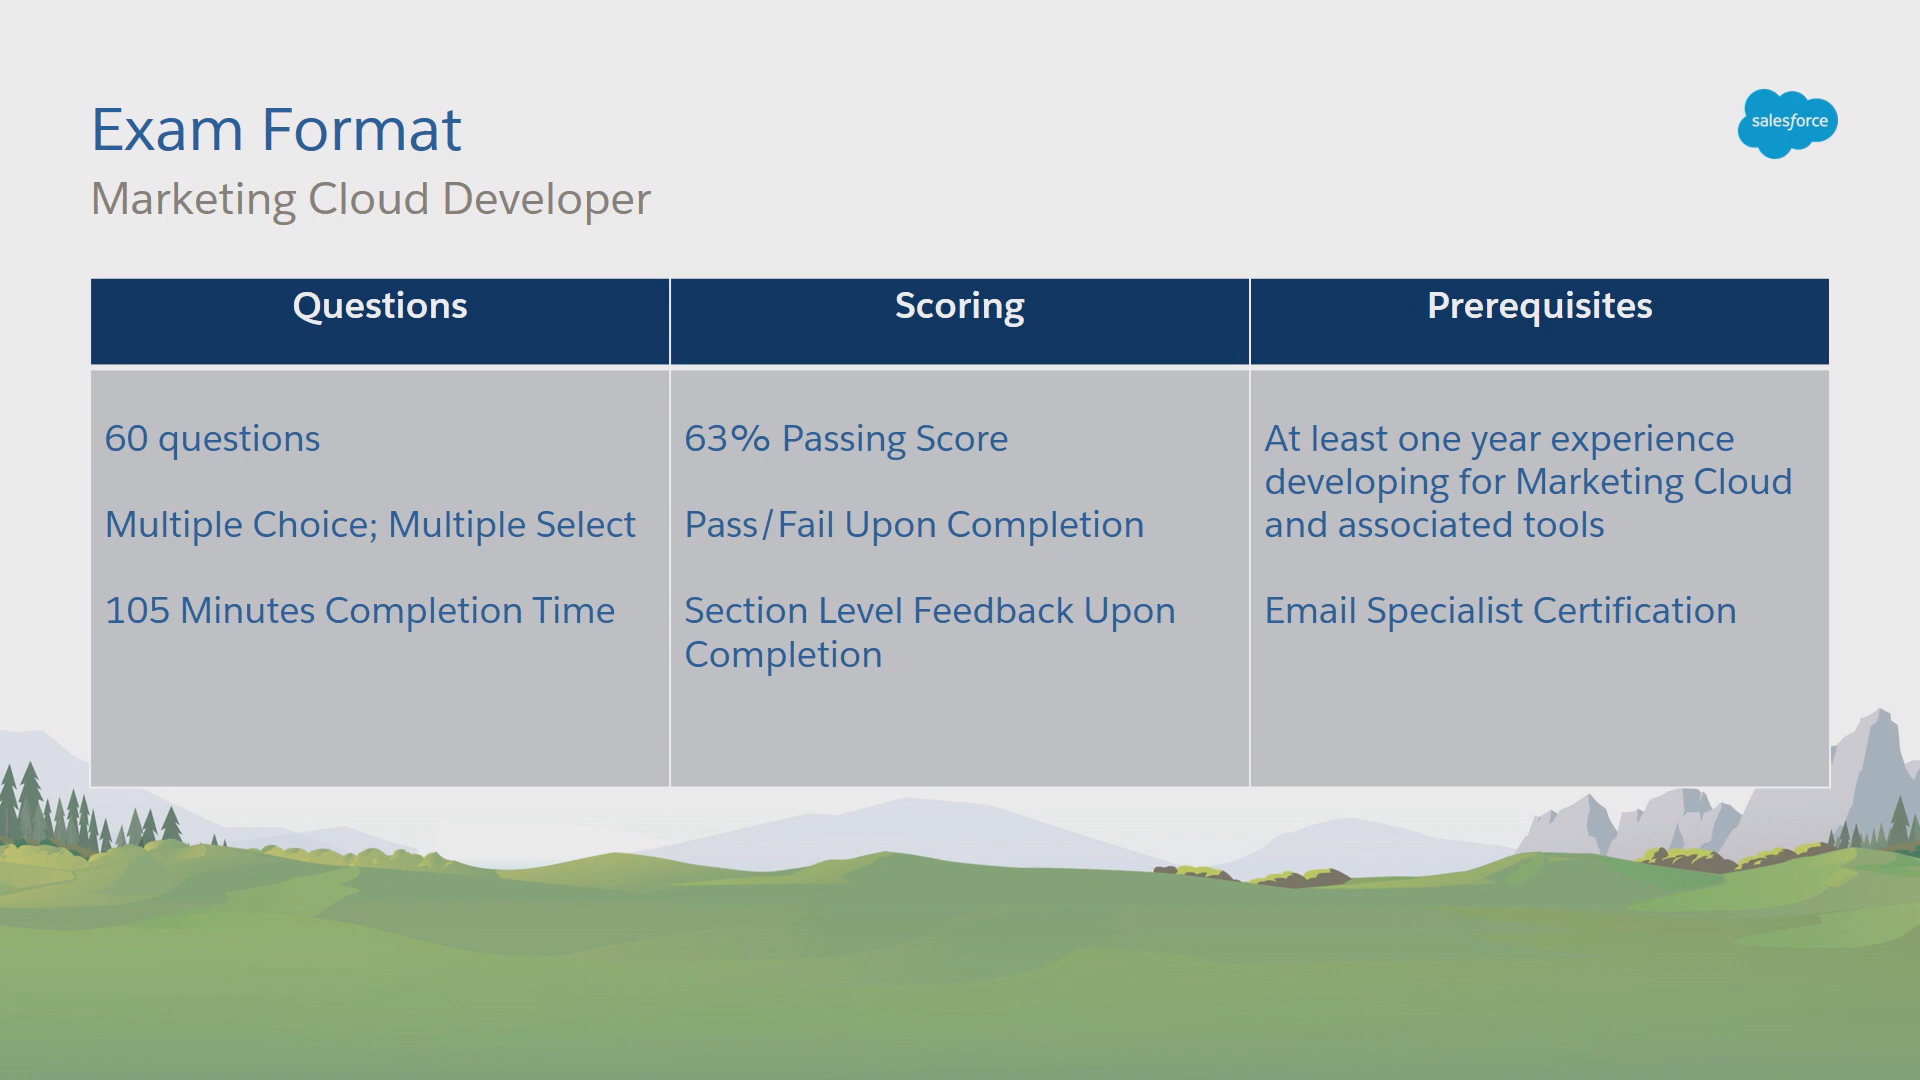 Exam Format
salesforce
Marketing Cloud Developer
Questions
Scoring
Prerequisites
60 questions
Multiple Choice; Multiple Select
105 Minutes Completion Time
63% Passing Score
Pass/Fail Upon Completion
Section Level Feedback Upon
Completion
At least one year experience
developing for Marketing Cloud
and associated tools
Email Specialist Certification